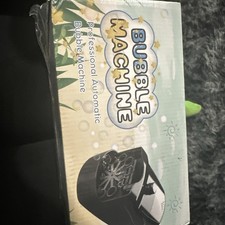 BUBBLE
MACHINE
Professional Automatic
Bubble Machine